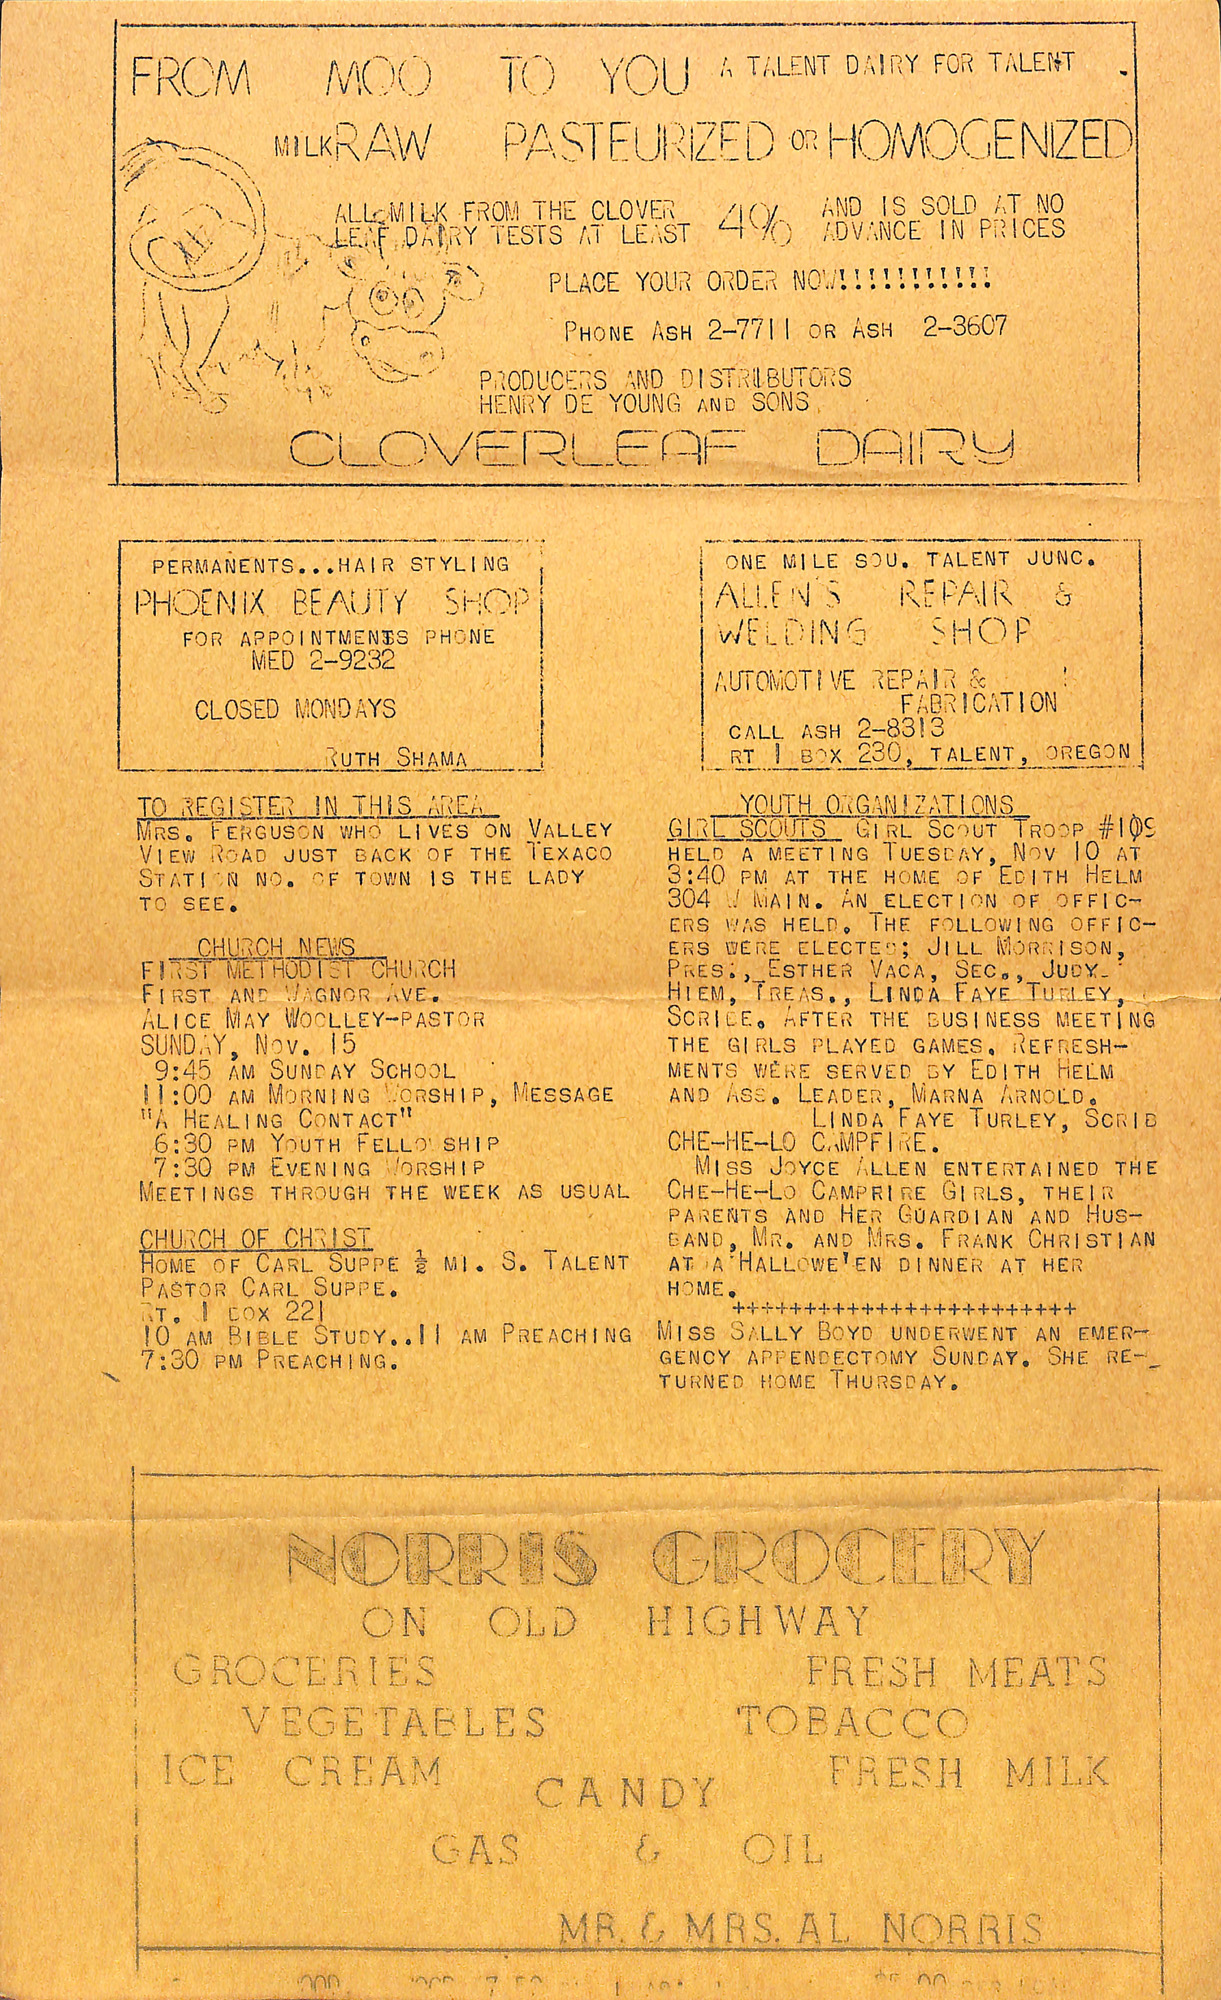 FROM MOO TO YOU A TALENT DAIRY FOR TALENT
MILK RAW PASTEURIZED OR HOMOGENIZED
ALL MILK FROM THE CLOVER
LEAF DAIRY TESTS AT LEAST 4% AND IS SOLD AT NO
ADVANCE IN PRICES
PLACE YOUR ORDER NOW!!!!!!!!!!!
PHONE ASH 2-7711 OR ASH 2-3607
PRODUCERS AND DISTRIBUTORS
HENRY DE YOUNG AND SONS
CLOVERLEAF DAIRY
PERMANENTS...HAIR STYLING
PHOENIX BEAUTY SHOP
FOR APPOINTMENTS PHONE
MED 2-9232
CLOSED MONDAYS
RUTH SHAMA
ONE MILE SOU. TALENT JUNC.
ALLEN'S REPAIR &
WELDING SHOP
AUTOMOTIVE REPAIR &
FABRICATION
CALL ASH 2-8313
RT 1 BOX 230, TALENT, OREGON
TO REGISTER IN THIS AREA
MRS. FERGUSON WHO LIVES ON VALLEY
VIEW ROAD JUST BACK OF THE TEXACO
STATION NO. OF TOWN IS THE LADY
TO SEE.
CHURCH NEWS
FIRST METHODIST CHURCH
FIRST AND WAGNOR AVE.
ALICE MAY WOOLLEY-PASTOR
SUNDAY, NOV. 15
9:45 AM SUNDAY SCHOOL
11:00 AM MORNING WORSHIP, MESSAGE
"A HEALING CONTACT"
6:30 PM YOUTH FELLOWSHIP
7:30 PM EVENING WORSHIP
MEETINGS THROUGH THE WEEK AS USUAL
CHURCH OF CHRIST
HOME OF CARL SUPPE ½ MI. S. TALENT
PASTOR CARL SUPPE.
RT. 1 BOX 221
10 AM BIBLE STUDY..11 AM PREACHING
7:30 PM PREACHING.
YOUTH ORGANIZATIONS
GIRL SCOUTS GIRL SCOUT TROOP #109
HELD A MEETING TUESDAY, NOV 10 AT
3:40 PM AT THE HOME OF EDITH HELM
304 W MAIN. AN ELECTION OF OFFIC-
ERS WAS HELD. THE FOLLOWING OFFIC-
ERS WERE ELECTED; JILL MORRISON,
PRES., ESTHER VACA, SEC., JUDY
HIEM, TREAS., LINDA FAYE TURLEY,
SCRIBE. AFTER THE BUSINESS MEETING
THE GIRLS PLAYED GAMES. REFRESH-
MENTS WERE SERVED BY EDITH HELM
AND ASS. LEADER, MARNA ARNOLD.
LINDA FAYE TURLEY, SCRIB
CHE-HE-LO CAMPFIRE.
MISS JOYCE ALLEN ENTERTAINED THE
CHE-HE-LO CAMPRIRE GIRLS, THEIR
PARENTS AND HER GUARDIAN AND HUS-
BAND, MR. AND MRS. FRANK CHRISTIAN
AT A HALLOWE'EN DINNER AT HER
HOME.
++++++++++++++++++++++++
MISS SALLY BOYD UNDERWENT AN EMER-
GENCY APPENDECTOMY SUNDAY. SHE RE-
TURNED HOME THURSDAY.
NORRIS GROCERY
ON OLD HIGHWAY
GROCERIES FRESH MEATS
VEGETABLES TOBACCO
ICE CREAM FRESH MILK
CANDY
GAS & OIL
MR. & MRS. AL NORRIS